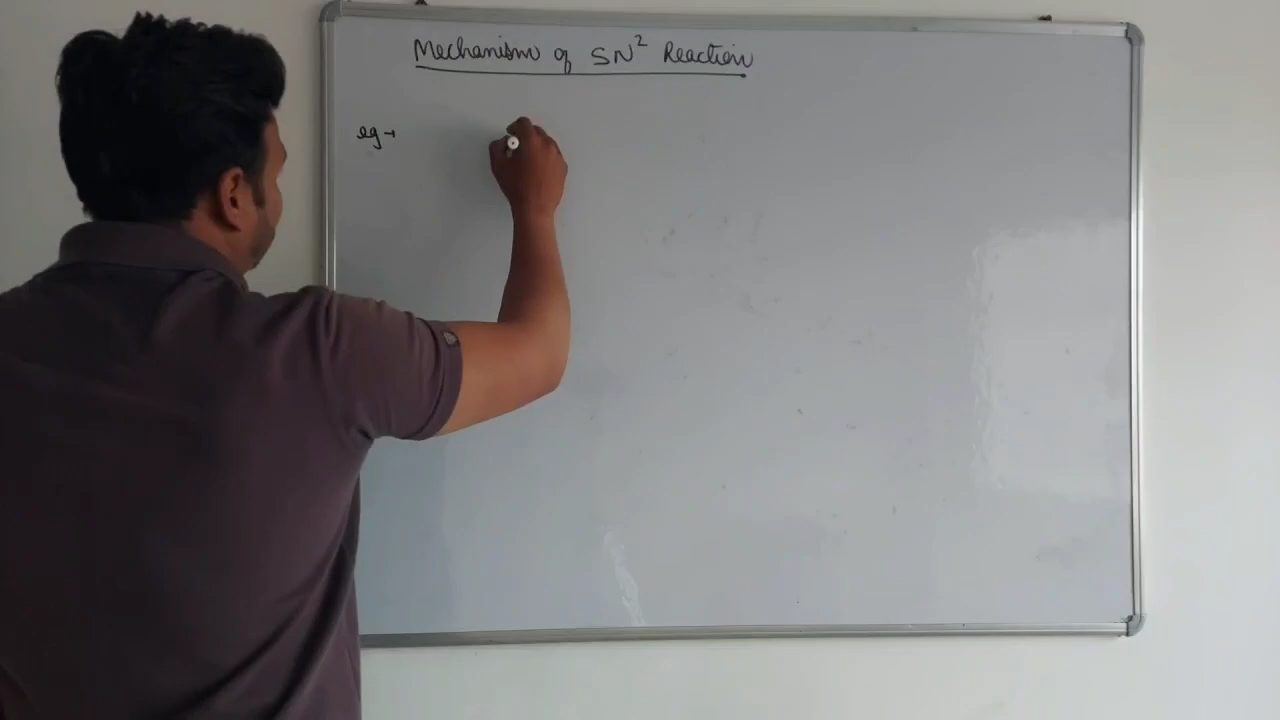 Mechanism of SN² Reaction
eg →